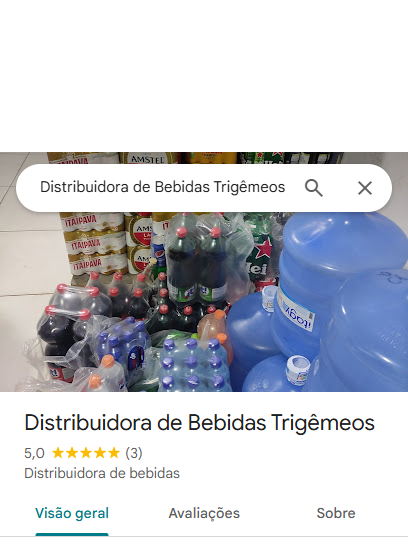 AMSTEL
Distribuidora de Bebidas Trigêmeos
ITAIPAVA
ITAIPAVA
ITAIPAVA
Distribuidora de Bebidas Trigêmeos
5,0 ★★★★★ (3)
Distribuidora de bebidas
Visão geral Avaliações Sobre